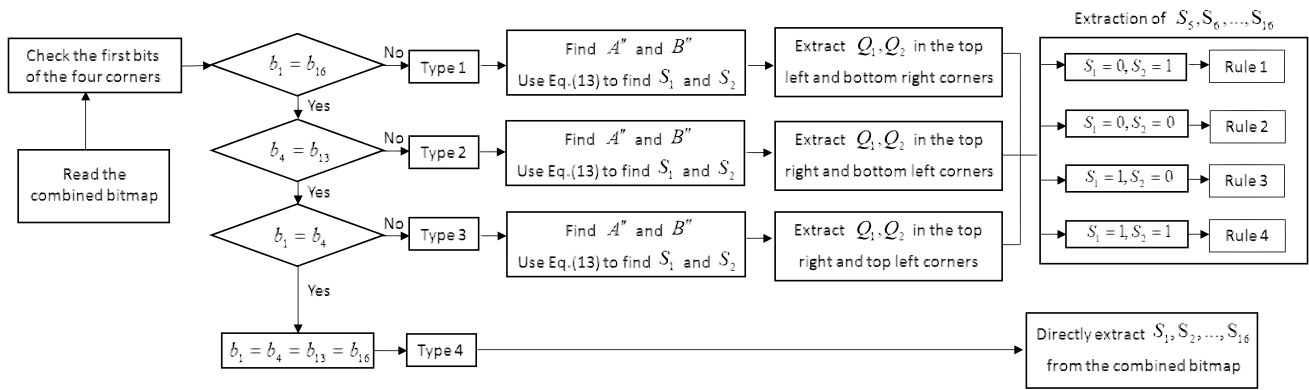 Extraction of S₅,S₆,...,S₁₆
Check the first bits
of the four corners
b₁ = b₁₆
No
Type 1
Find A″ and B″
Use Eq.(13) to find S₁ and S₂
Extract Q₁,Q₂ in the top
left and bottom right corners
S₁ = 0, S₂ = 1
Rule 1
Yes
Read the
combined bitmap
b₄ = b₁₃
No
Type 2
Find A″ and B″
Use Eq.(13) to find S₁ and S₂
Extract Q₁,Q₂ in the top
right and bottom left corners
S₁ = 0, S₂ = 0
Rule 2
Yes
S₁ = 1, S₂ = 0
Rule 3
b₁ = b₄
No
Type 3
Find A″ and B″
Use Eq.(13) to find S₁ and S₂
Extract Q₁,Q₂ in the top
right and top left corners
S₁ = 1, S₂ = 1
Rule 4
Yes
b₁ = b₄ = b₁₃ = b₁₆
Type 4
Directly extract S₁,S₂,...,S₁₆
from the combined bitmap